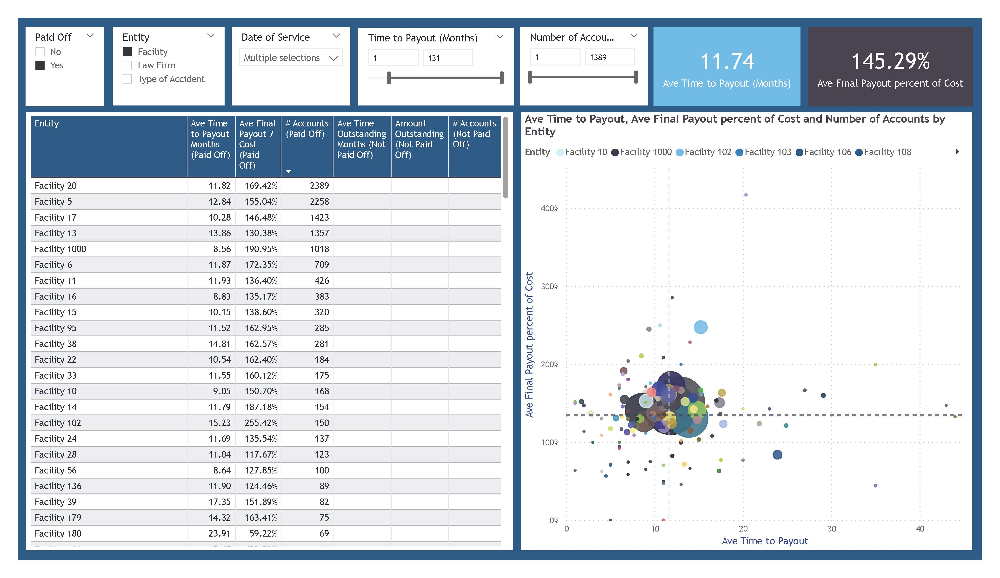 Paid Off
No
Yes
Entity
Facility
Law Firm
Type of Accident
Date of Service
Multiple selections
Time to Payout (Months)
1 131
Number of Accou...
1 1389
11.74
Ave Time to Payout (Months)
145.29%
Ave Final Payout percent of Cost
Entity Ave Time to Payout Months (Paid Off) Ave Final Payout / Cost (Paid Off) # Accounts (Paid Off) Ave Time Outstanding Months (Not Paid Off) Amount Outstanding (Not Paid Off) # Accounts (Not Paid Off)
Facility 20 11.82 169.42% 2389
Facility 5 12.84 155.04% 2258
Facility 17 10.28 146.48% 1423
Facility 13 13.86 130.38% 1357
Facility 1000 8.56 190.95% 1018
Facility 6 11.87 172.35% 709
Facility 11 11.93 136.40% 426
Facility 16 8.83 135.17% 383
Facility 15 10.15 138.60% 320
Facility 95 11.52 162.95% 285
Facility 38 14.81 162.57% 281
Facility 22 10.54 162.40% 184
Facility 33 11.55 160.12% 175
Facility 10 9.05 150.70% 168
Facility 14 11.79 187.18% 154
Facility 102 15.23 255.42% 150
Facility 24 11.69 135.54% 137
Facility 28 11.04 117.67% 123
Facility 56 8.64 127.85% 100
Facility 136 11.90 124.46% 89
Facility 39 17.35 151.89% 82
Facility 179 14.32 163.41% 75
Facility 180 23.91 59.22% 69
Ave Time to Payout, Ave Final Payout percent of Cost and Number of Accounts by
Entity
Entity Facility 10 Facility 1000 Facility 102 Facility 103 Facility 106 Facility 108
Ave Final Payout percent of Cost
400%
300%
200%
100%
0%
0 10 20 30 40
Ave Time to Payout